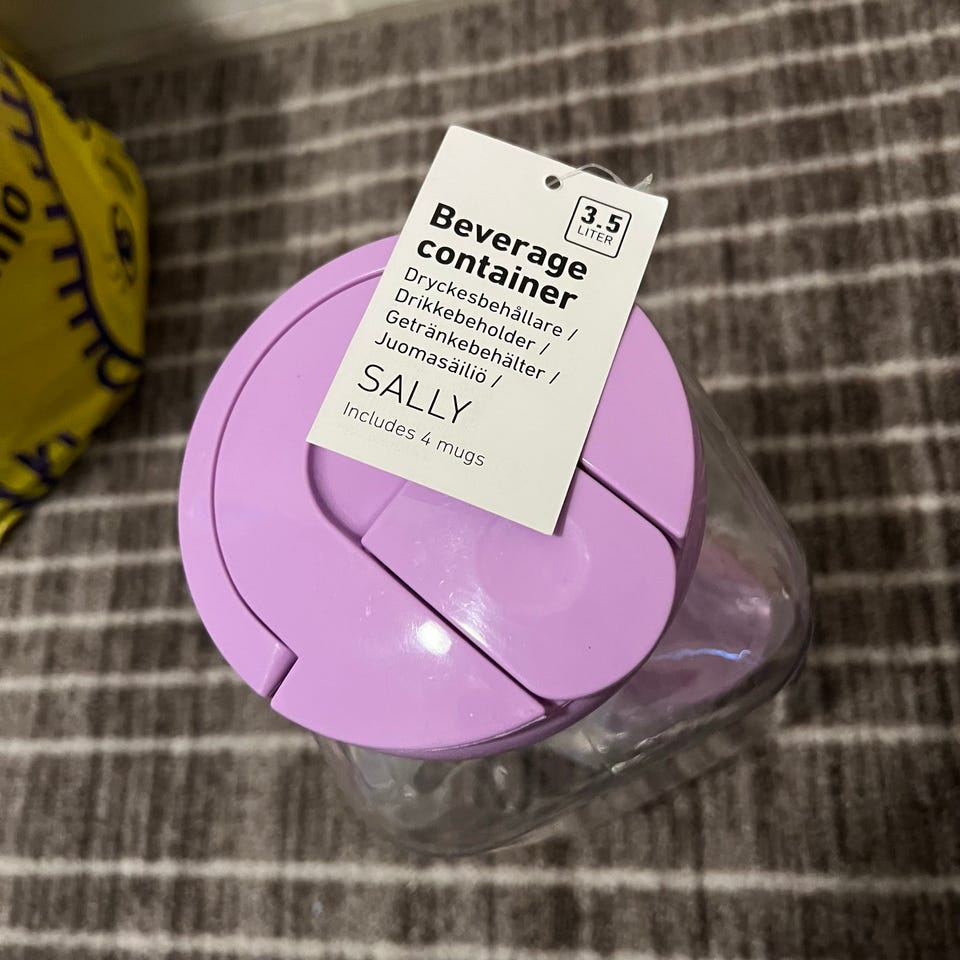 3.5
LITER
Beverage
container
Dryckesbehållare /
Drikkebeholder /
Getränkebehälter /
Juomasäiliö /
SALLY
Includes 4 mugs